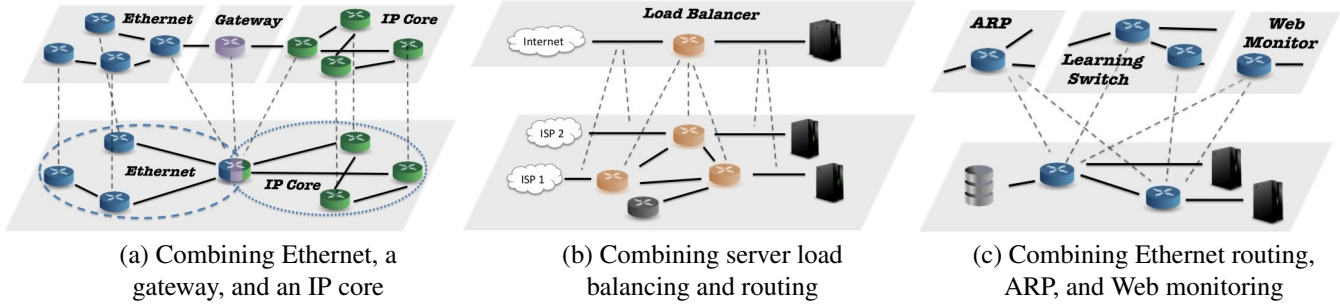 Ethernet
Gateway
IP Core
Ethernet
IP Core
(a) Combining Ethernet, a
gateway, and an IP core
Load Balancer
Internet
ISP 2
ISP 1
(b) Combining server load
balancing and routing
ARP
Learning
Switch
Web
Monitor
(c) Combining Ethernet routing,
ARP, and Web monitoring